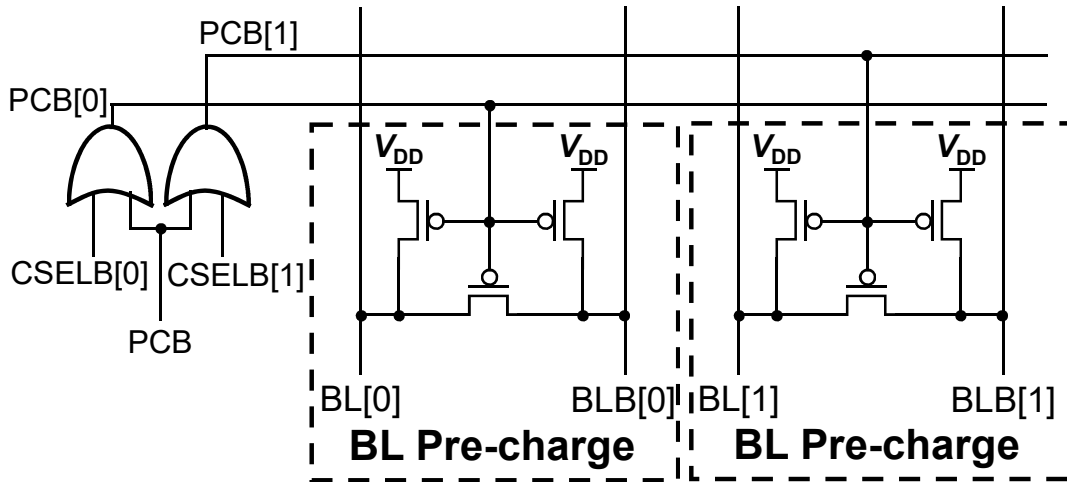 PCB[1]
PCB[0]
VDD VDD VDD VDD
CSELB[0] CSELB[1]
PCB
BL[0] BLB[0] BL[1] BLB[1]
BL Pre-charge BL Pre-charge